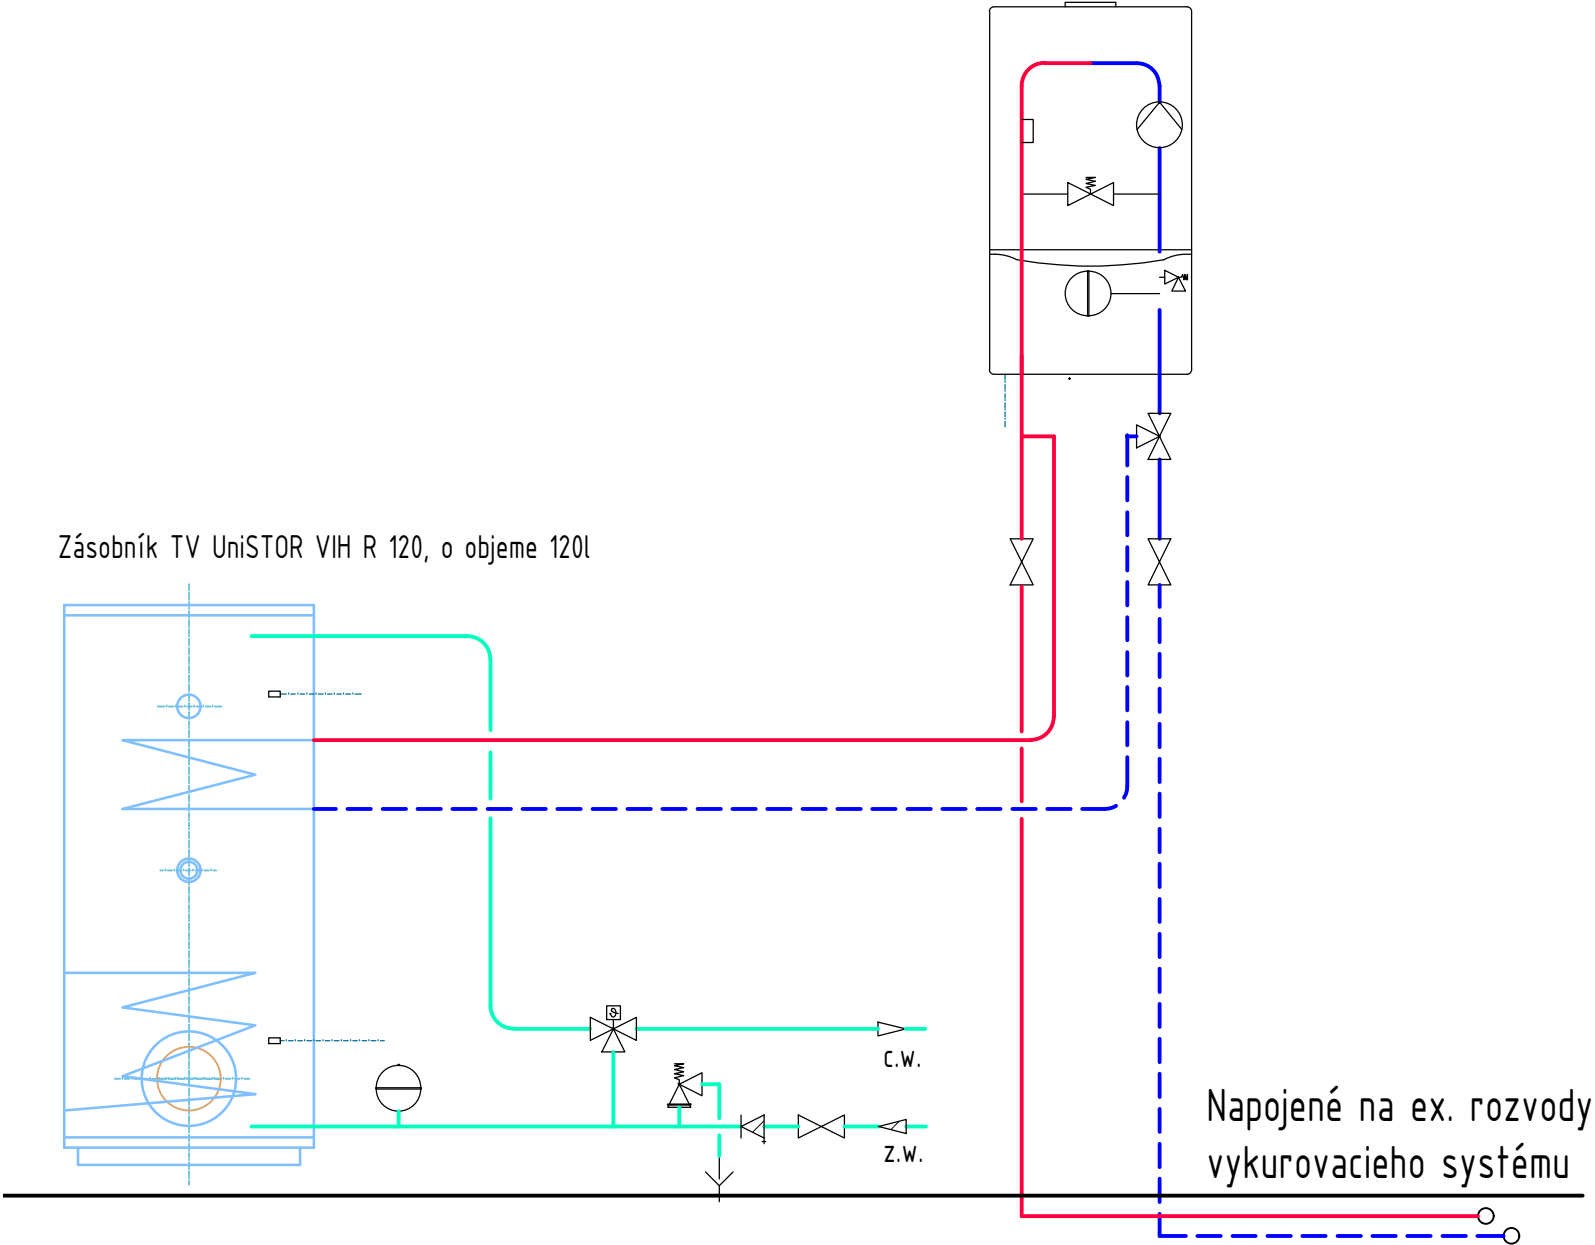 Zásobník TV UniSTOR VIH R 120, o objeme 120l
c.w.
z.w.
Napojené na ex. rozvody
vykurovacieho systému